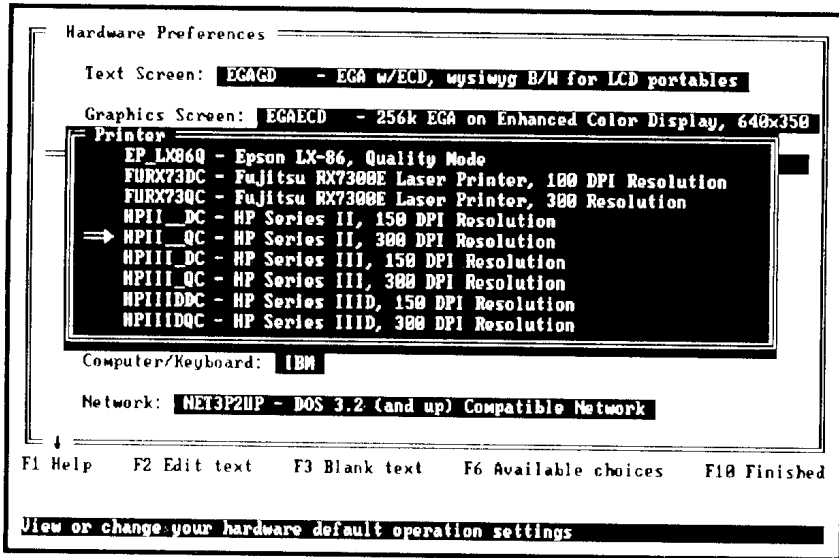 Hardware Preferences
Text Screen: EGAGD - EGA w/ECD, wysiwyg B/W for LCD portables
Graphics Screen: EGAECD - 256k EGA on Enhanced Color Display, 640x350
Printer
EP_LX86Q - Epson LX-86, Quality Mode
FURX73DC - Fujitsu RX7300E Laser Printer, 100 DPI Resolution
FURX73QC - Fujitsu RX7300E Laser Printer, 300 Resolution
HPII__DC - HP Series II, 150 DPI Resolution
HPII__QC - HP Series II, 300 DPI Resolution
HPIII_DC - HP Series III, 150 DPI Resolution
HPIII_QC - HP Series III, 300 DPI Resolution
HPIIIDDC - HP Series IIID, 150 DPI Resolution
HPIIIDQC - HP Series IIID, 300 DPI Resolution
Computer/Keyboard: IBM
Network: NET3P2UP - DOS 3.2 (and up) Compatible Network
F1 Help F2 Edit text F3 Blank text F6 Available choices F10 Finished
View or change your hardware default operation settings